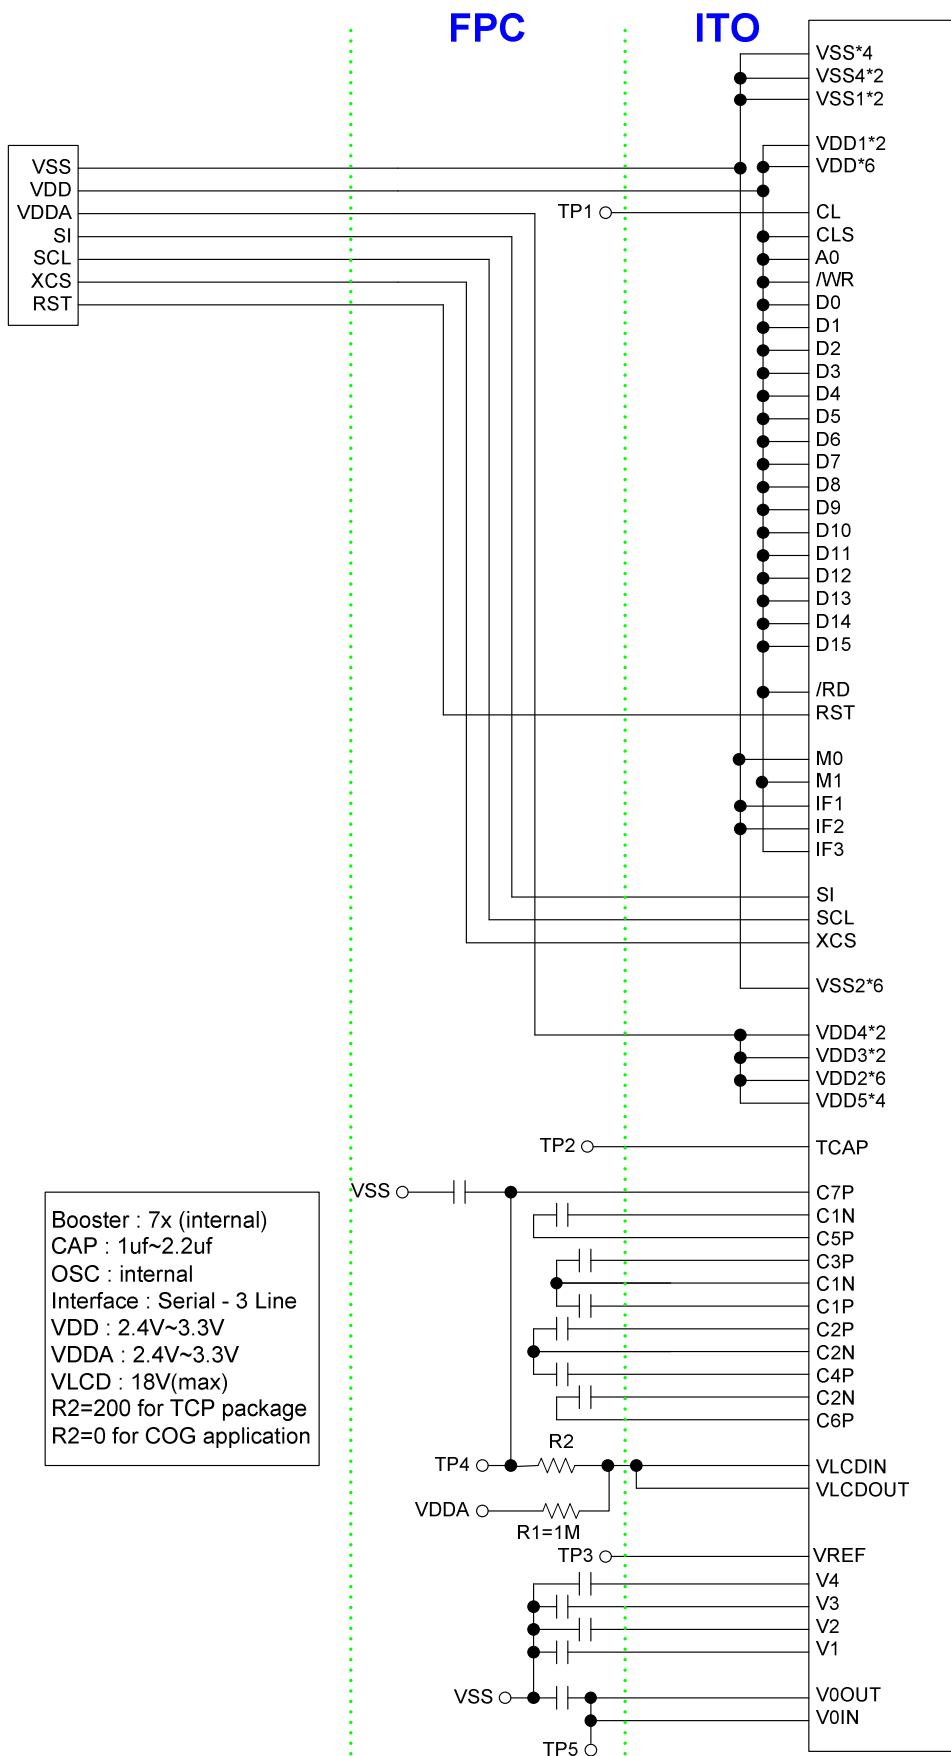 FPC
ITO
VSS
VDD
VDDA
SI
SCL
XCS
RST
VSS*4
VSS4*2
VSS1*2
VDD1*2
VDD*6
TP1
CL
CLS
A0
/WR
D0
D1
D2
D3
D4
D5
D6
D7
D8
D9
D10
D11
D12
D13
D14
D15
/RD
RST
M0
M1
IF1
IF2
IF3
SI
SCL
XCS
VSS2*6
VDD4*2
VDD3*2
VDD2*6
VDD5*4
TP2
TCAP
VSS
C7P
C1N
C5P
C3P
C1N
C1P
C2P
C2N
C4P
C2N
C6P
Booster : 7x (internal)
CAP : 1uf~2.2uf
OSC : internal
Interface : Serial - 3 Line
VDD : 2.4V~3.3V
VDDA : 2.4V~3.3V
VLCD : 18V(max)
R2=200 for TCP package
R2=0 for COG application
R2
TP4
VLCDIN
VLCDOUT
VDDA
R1=1M
TP3
VREF
V4
V3
V2
V1
VSS
V0OUT
V0IN
TP5